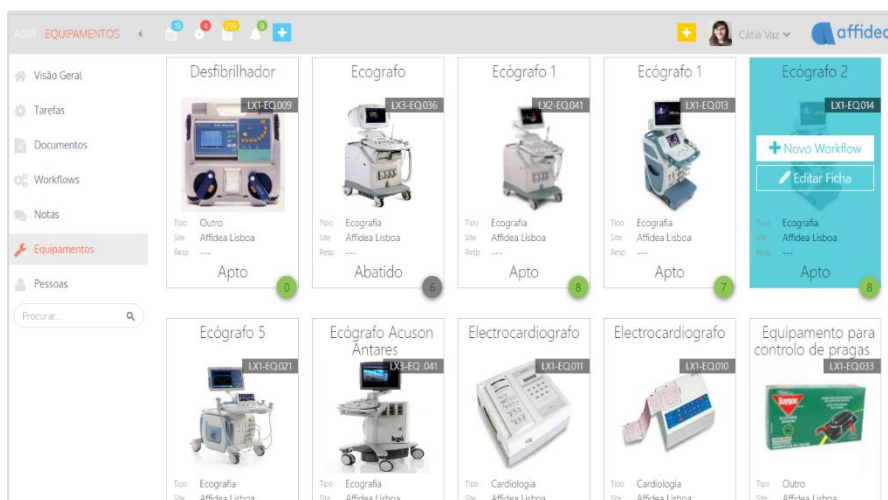 AGIR EQUIPAMENTOS
19
4
795
9
Cátia Vaz
affidea
Visão Geral
Tarefas
Documentos
Workflows
Notas
Equipamentos
Pessoas
Procurar...
Desfibrilhador
LX1-EQ.009
Tipo Outro
Site Affidea Lisboa
Resp ---
Apto
0
Ecografo
LX3-EQ.036
Tipo Ecografia
Site Affidea Lisboa
Resp ---
Abatido
6
Ecógrafo 1
LX2-EQ.041
Tipo Ecografia
Site Affidea Lisboa
Resp ---
Apto
8
Ecógrafo 1
LX1-EQ.013
Tipo Ecografia
Site Affidea Lisboa
Resp ---
Apto
7
Ecógrafo 2
LX1-EQ.014
Novo Workflow
Editar Ficha
Tipo Ecografia
Site Affidea Lisboa
Resp ---
Apto
8
Ecógrafo 5
LX1-EQ.021
Tipo Ecografia
Site Affidea Lisboa
Ecógrafo Acuson
Antares
LX3-EQ .041
Tipo Ecografia
Site Affidea Lisboa
Electrocardiografo
LX1-EQ.011
Tipo Cardiologia
Site Affidea Lisboa
Electrocardiografo
LX1-EQ.010
Tipo Cardiologia
Site Affidea Lisboa
Equipamento para
controlo de pragas
LX1-EQ.033
Baygon
Tipo Outro
Site Affidea Lisboa